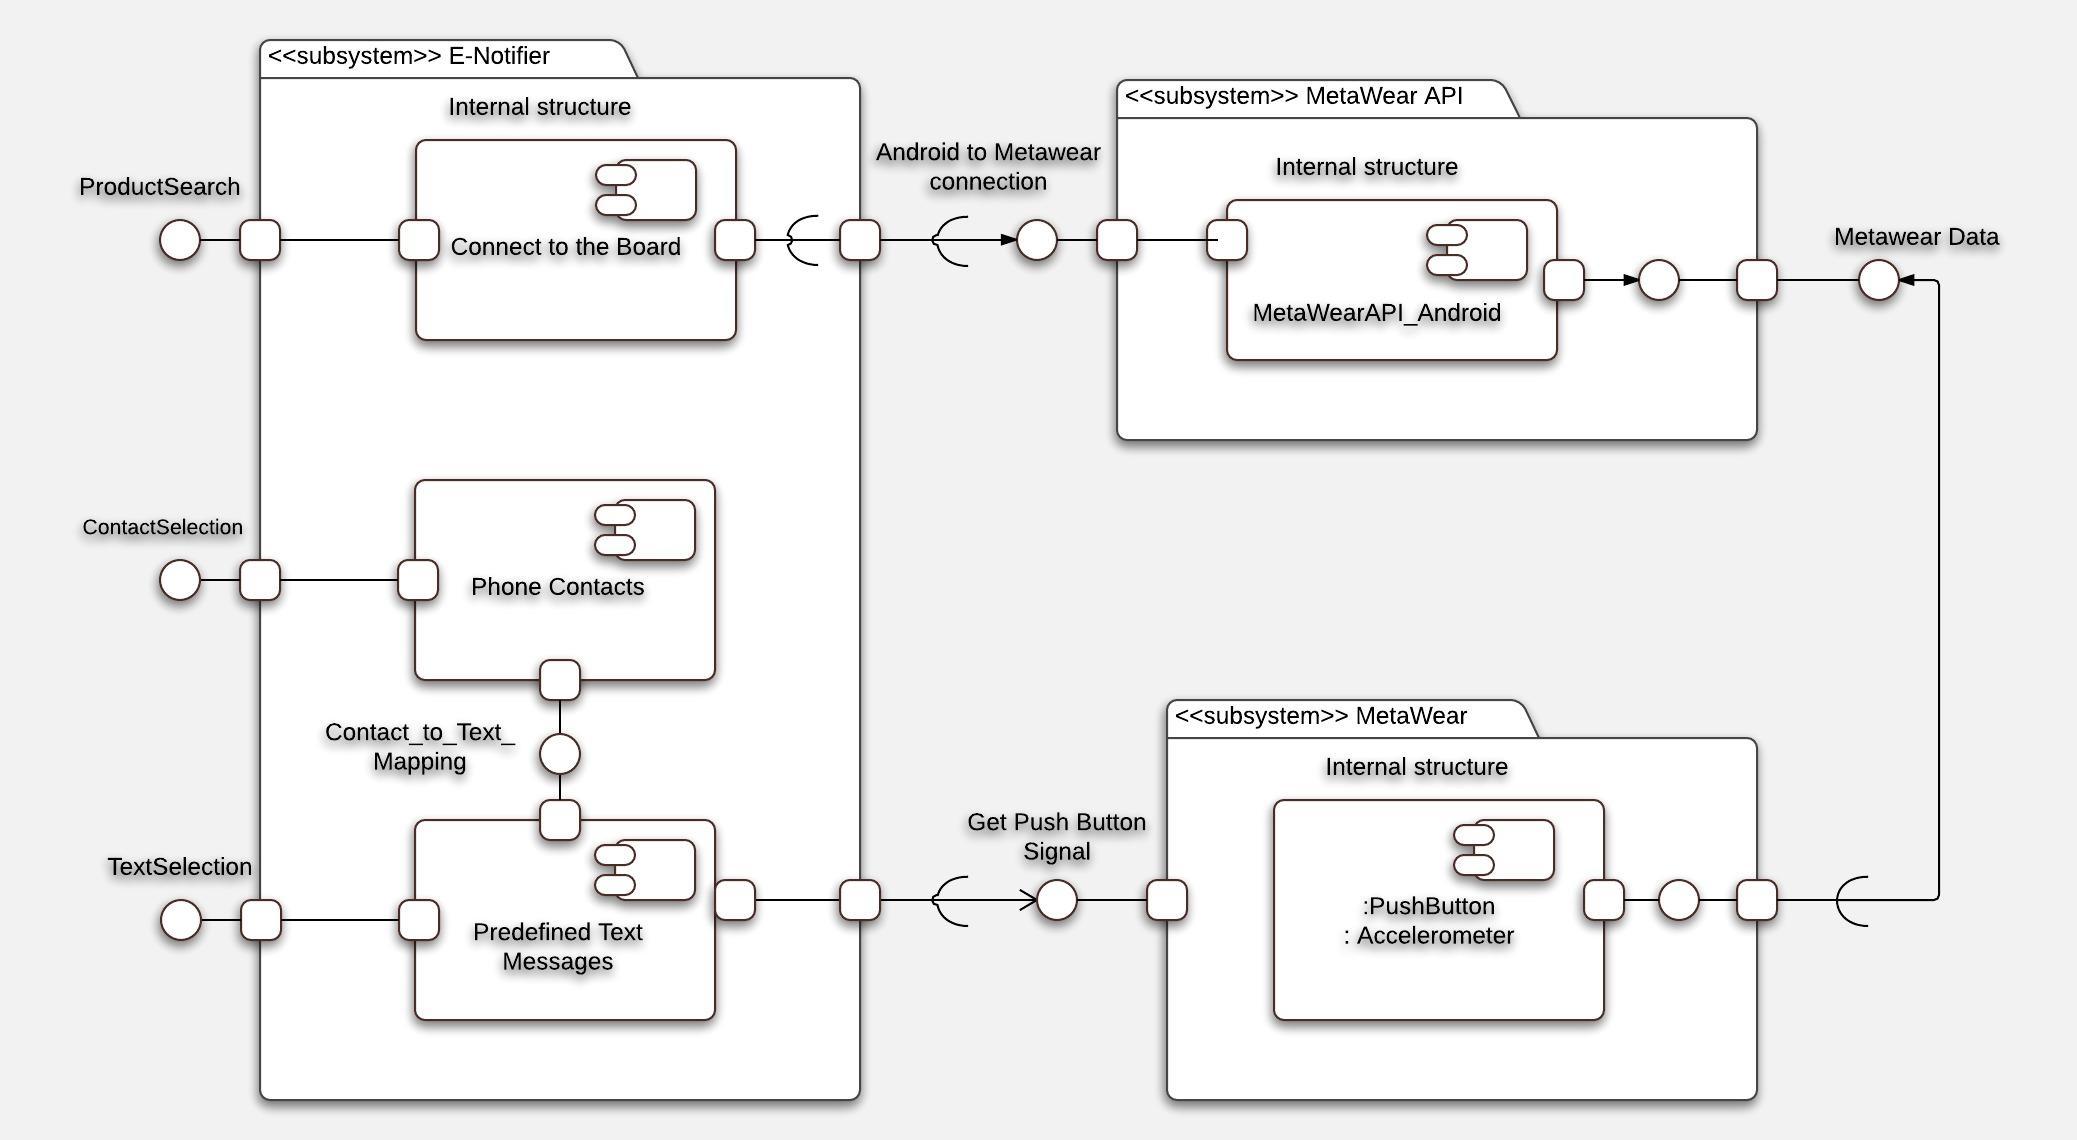 <<subsystem>> E-Notifier
Internal structure
ProductSearch
Connect to the Board
Android to Metawear
connection
<<subsystem>> MetaWear API
Internal structure
MetaWearAPI_Android
Metawear Data
ContactSelection
Phone Contacts
Contact_to_Text_
Mapping
TextSelection
Predefined Text
Messages
Get Push Button
Signal
<<subsystem>> MetaWear
Internal structure
:PushButton
: Accelerometer